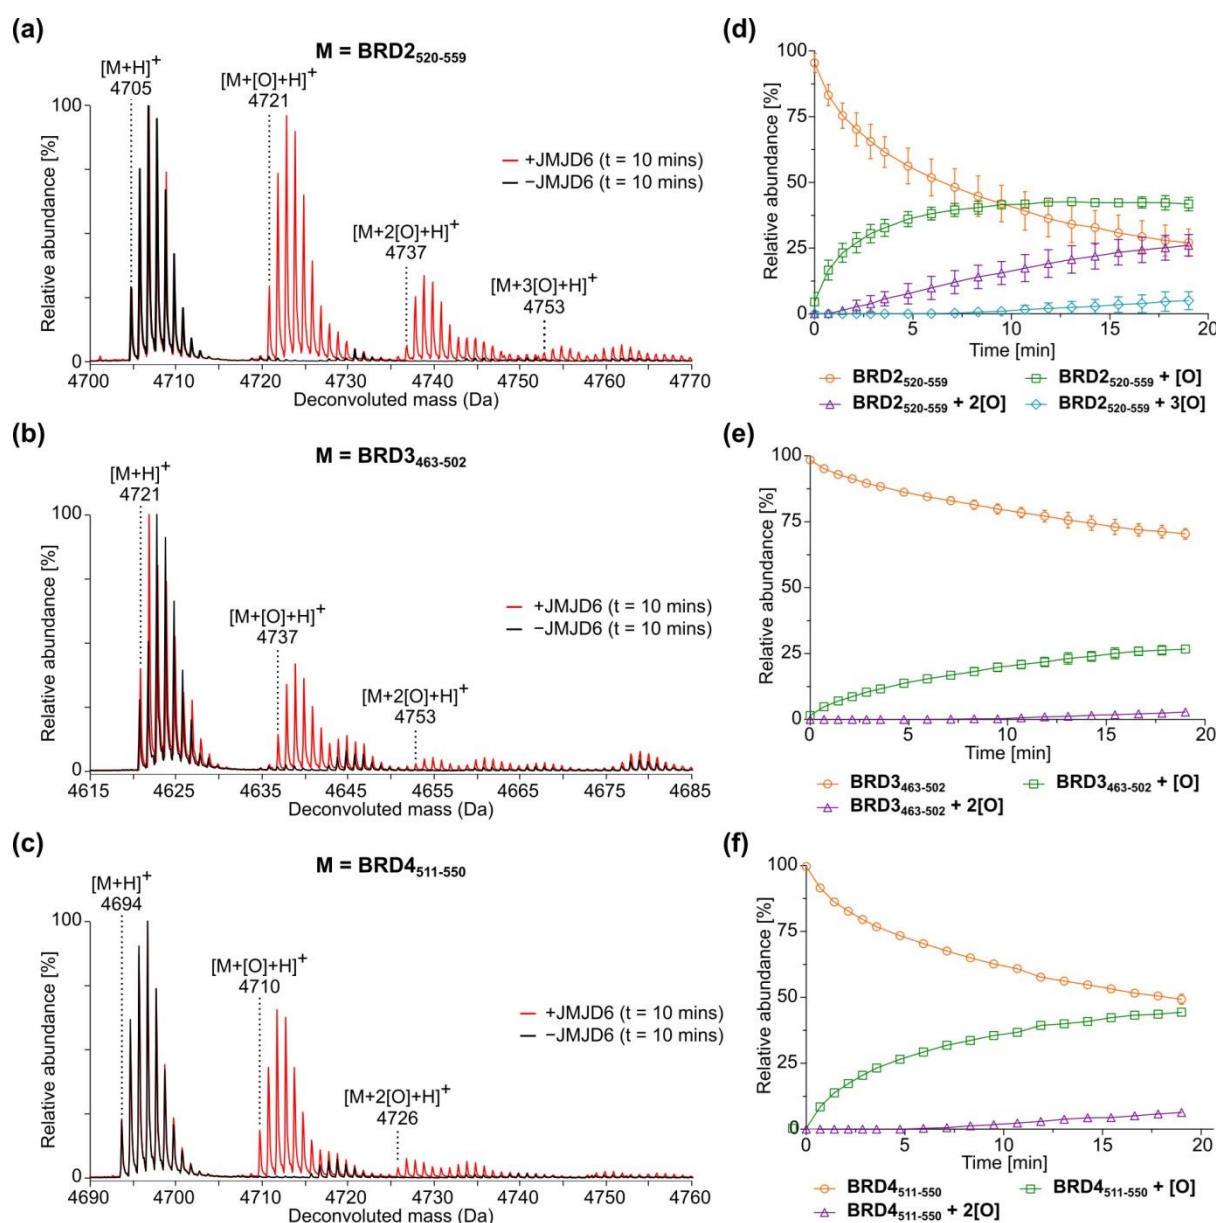 (a)
M = BRD2520-559
[M+H]+
4705
[M+[O]+H]+
4721
[M+2[O]+H]+
4737
[M+3[O]+H]+
4753
+JMJD6 (t = 10 mins)
−JMJD6 (t = 10 mins)
Relative abundance [%]
100
0
4700 4710 4720 4730 4740 4750 4760 4770
Deconvoluted mass (Da)
(d)
Relative abundance [%]
100
75
50
25
0
0 5 10 15 20
Time [min]
BRD2520-559
BRD2520-559 + [O]
BRD2520-559 + 2[O]
BRD2520-559 + 3[O]
(b)
M = BRD3463-502
[M+H]+
4721
[M+[O]+H]+
4737
[M+2[O]+H]+
4753
+JMJD6 (t = 10 mins)
−JMJD6 (t = 10 mins)
Relative abundance [%]
100
0
4615 4625 4635 4645 4655 4675 4685
Deconvoluted mass (Da)
(e)
Relative abundance [%]
100
75
50
25
0
0 5 10 15 20
Time [min]
BRD3463-502
BRD3463-502 + [O]
BRD3463-502 + 2[O]
(c)
M = BRD4511-550
[M+H]+
4694
[M+[O]+H]+
4710
[M+2[O]+H]+
4726
+JMJD6 (t = 10 mins)
−JMJD6 (t = 10 mins)
Relative abundance [%]
100
0
4690 4700 4710 4720 4730 4740 4750 4760
Deconvoluted mass (Da)
(f)
Relative abundance [%]
100
75
50
25
0
0 5 10 15 20
Time [min]
BRD4511-550
BRD4511-550 + [O]
BRD4511-550 + 2[O]